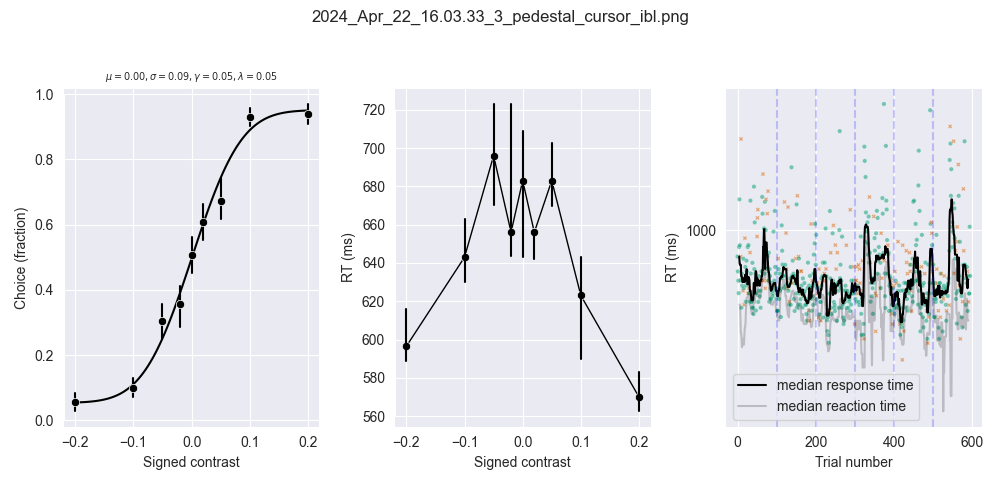 2024_Apr_22_16.03.33_3_pedestal_cursor_ibl.png
μ = 0.00, σ = 0.09, γ = 0.05, λ = 0.05
Choice (fraction)
1.0
0.8
0.6
0.4
0.2
0.0
−0.2 −0.1 0.0 0.1 0.2
Signed contrast
RT (ms)
720
700
680
660
640
620
600
580
560
−0.2 −0.1 0.0 0.1 0.2
Signed contrast
RT (ms)
1000
median response time
median reaction time
0 200 400 600
Trial number